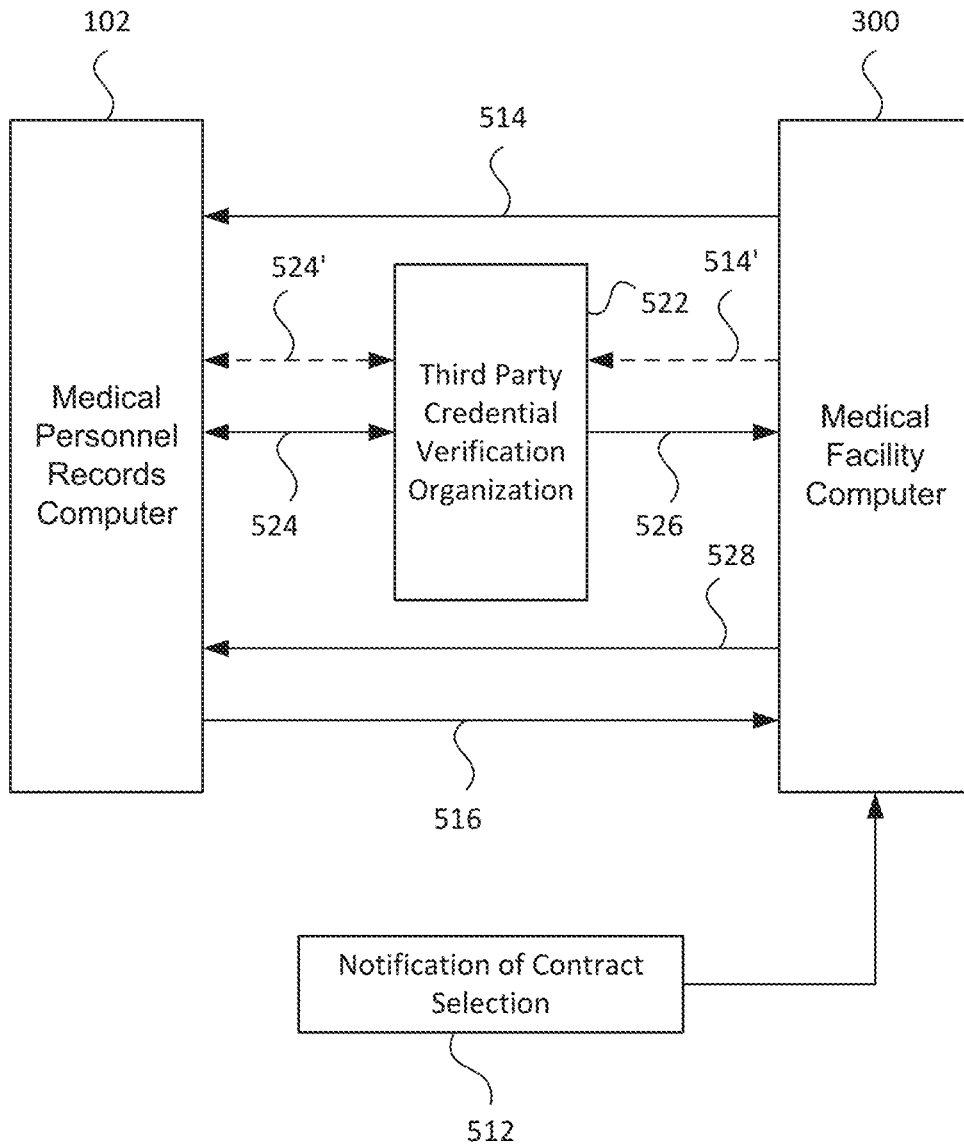 102
300
514
524'
514'
522
Medical
Personnel
Records
Computer
Third Party
Credential
Verification
Organization
Medical
Facility
Computer
524
526
528
516
Notification of Contract
Selection
512